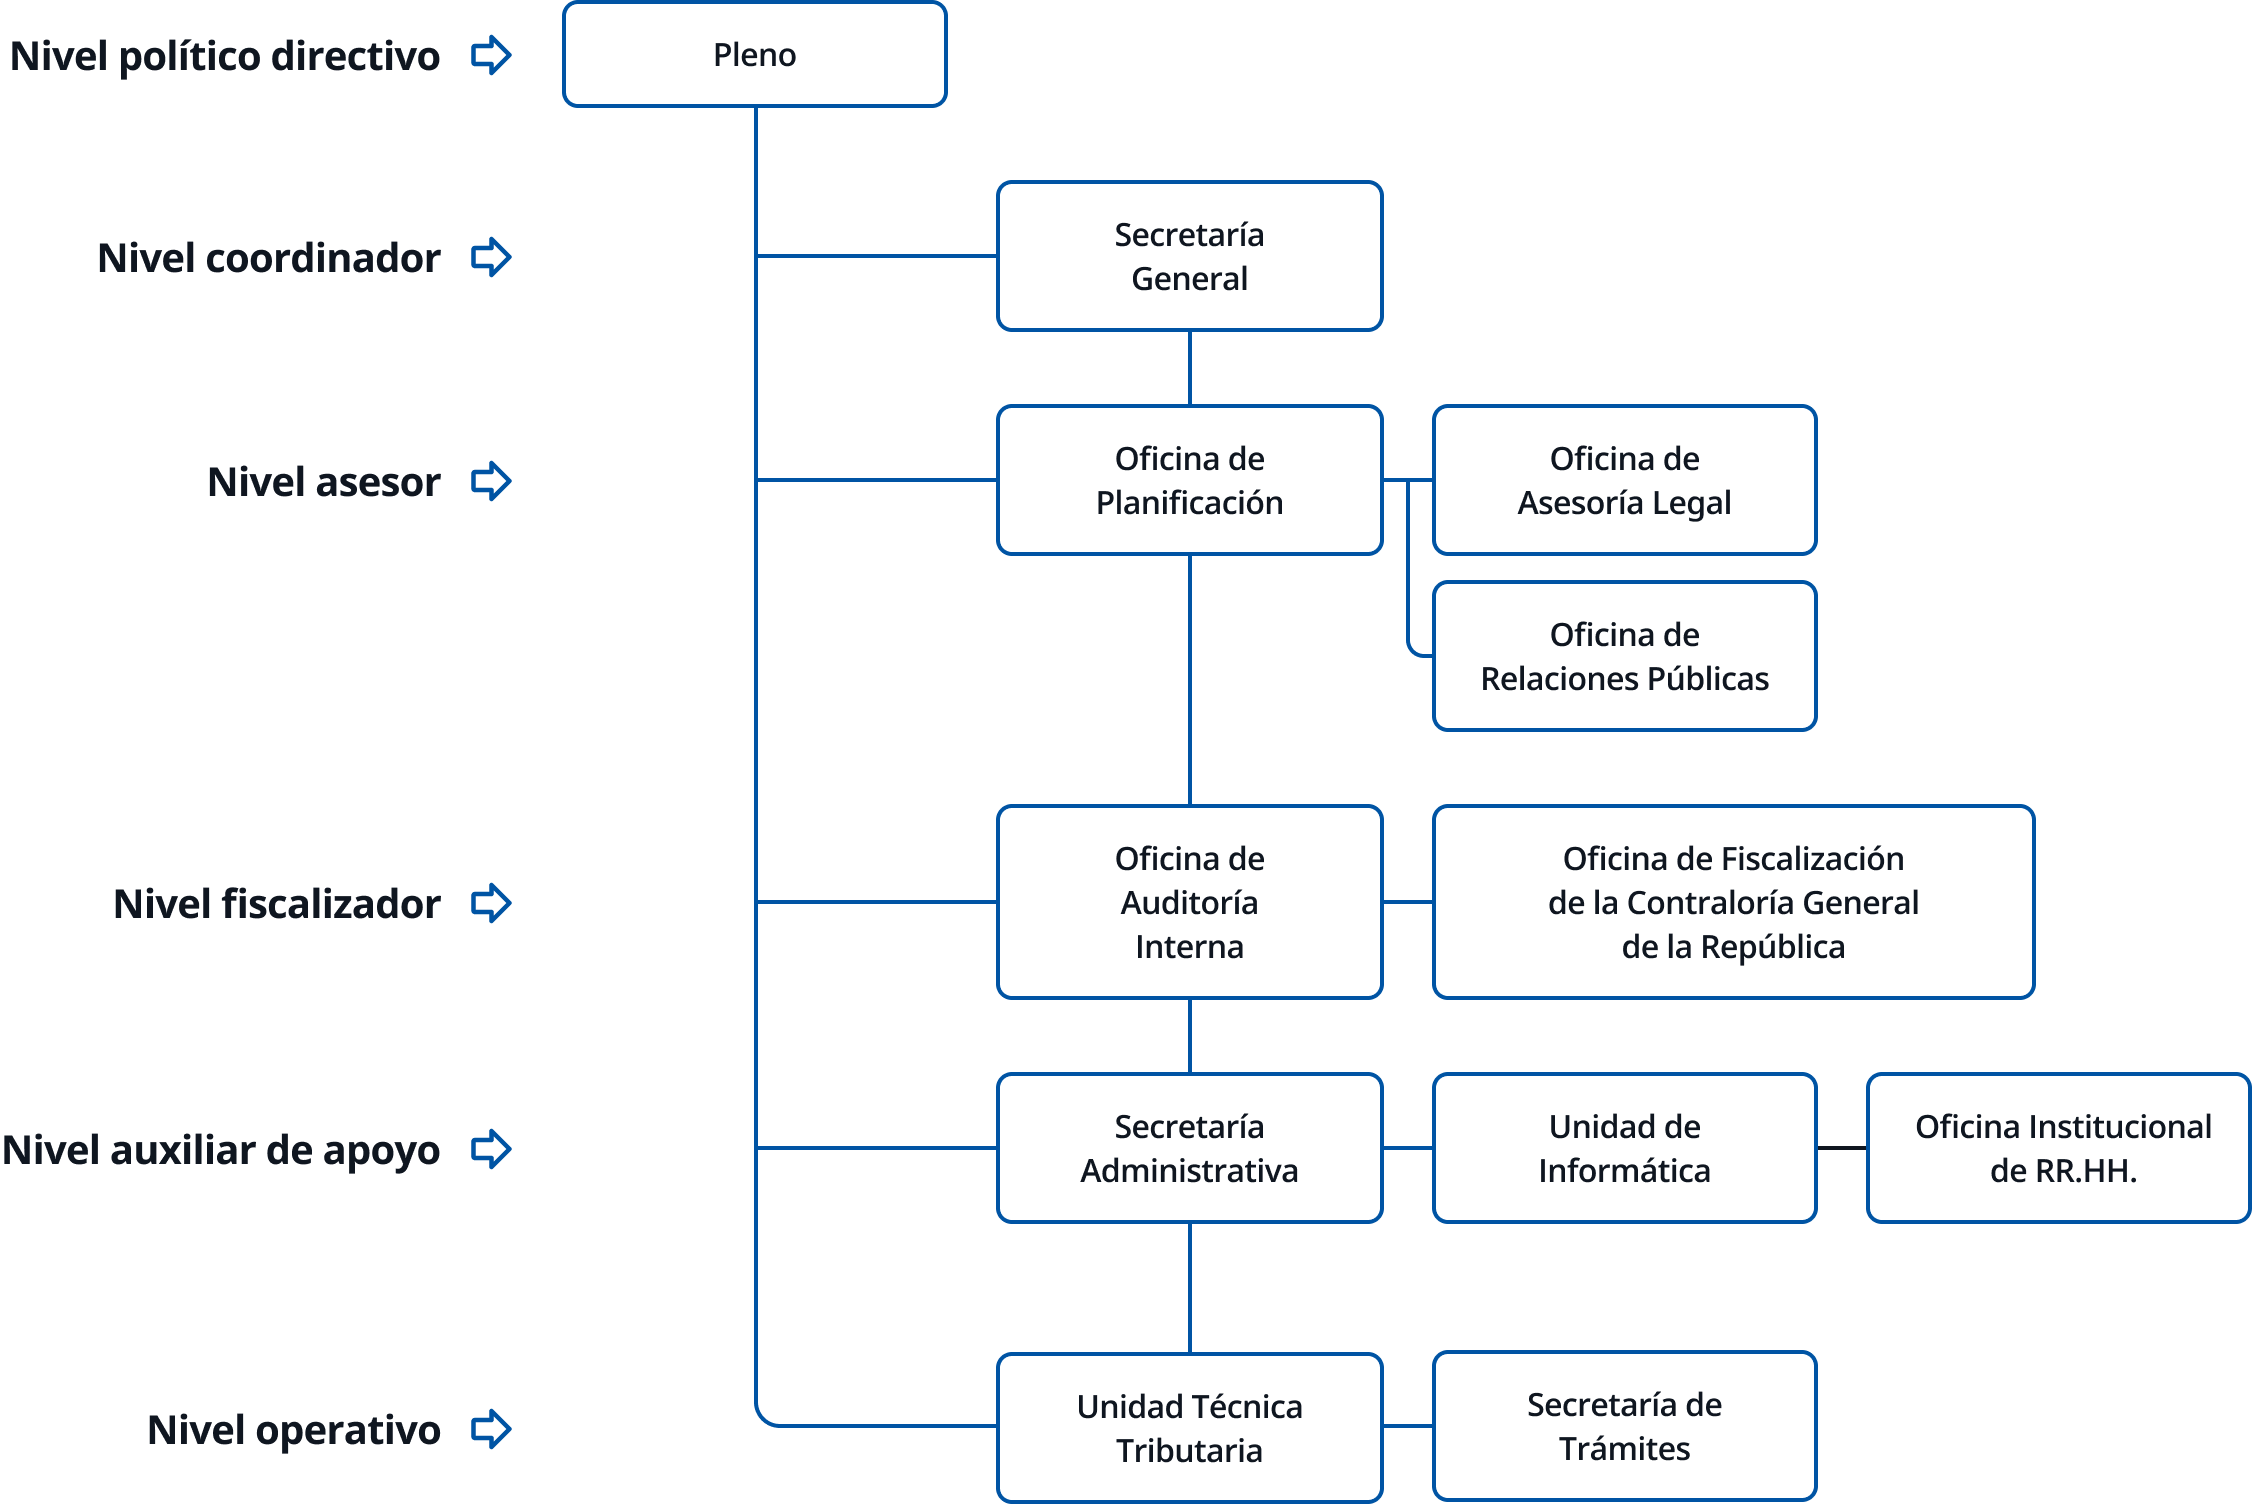 Nivel político directivo
Pleno
Nivel coordinador
Secretaría
General
Nivel asesor
Oficina de
Planificación
Oficina de
Asesoría Legal
Oficina de
Relaciones Públicas
Nivel fiscalizador
Oficina de
Auditoría
Interna
Oficina de Fiscalización
de la Contraloría General
de la República
Nivel auxiliar de apoyo
Secretaría
Administrativa
Unidad de
Informática
Oficina Institucional
de RR.HH.
Nivel operativo
Unidad Técnica
Tributaria
Secretaría de
Trámites